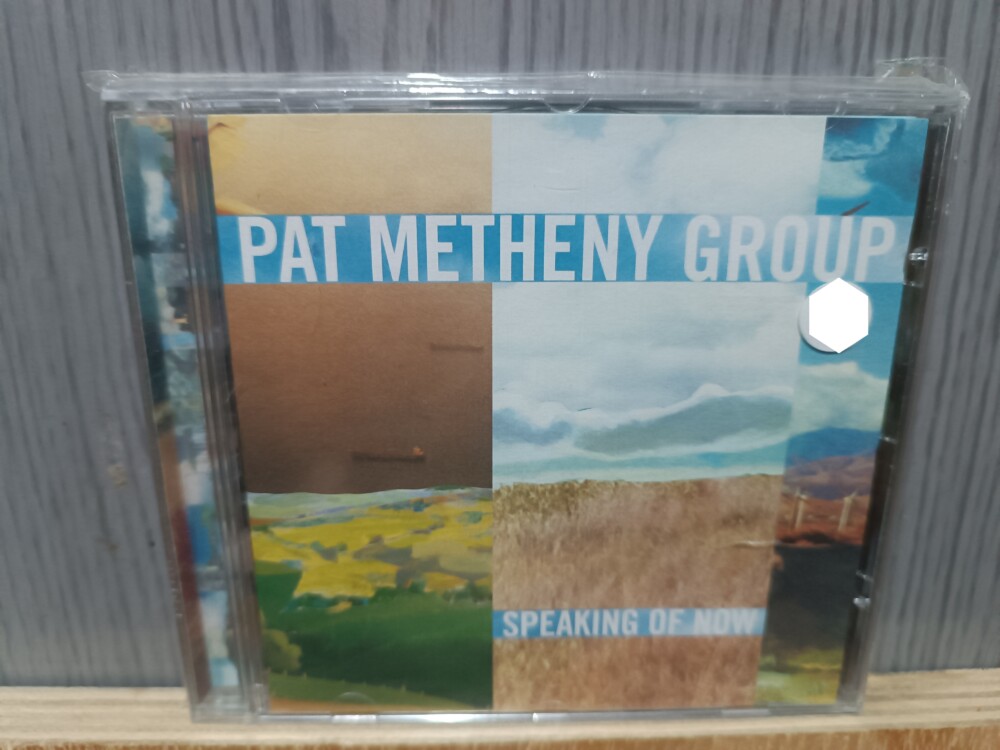 PAT METHENY GROUP
SPEAKING OF NOW